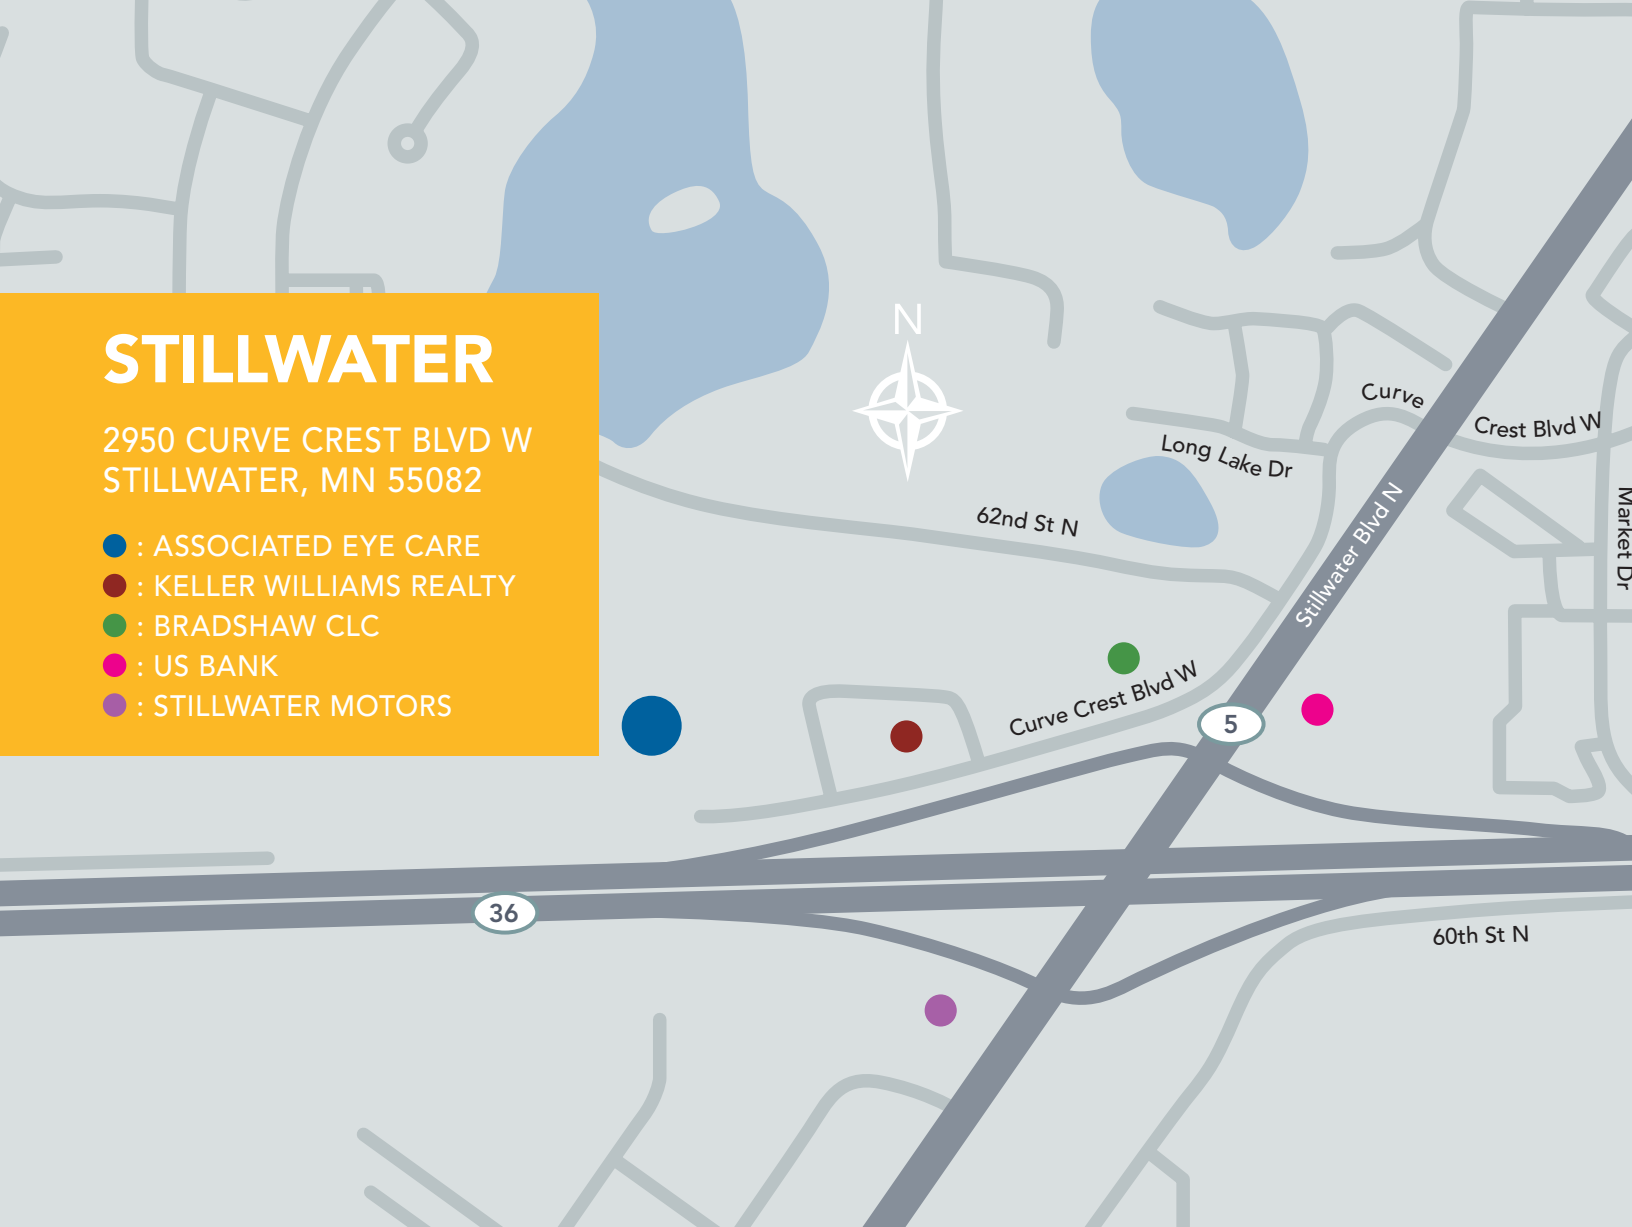 STILLWATER
2950 CURVE CREST BLVD W
STILLWATER, MN 55082
: ASSOCIATED EYE CARE
: KELLER WILLIAMS REALTY
: BRADSHAW CLC
: US BANK
: STILLWATER MOTORS
N
Curve
Crest Blvd W
Long Lake Dr
62nd St N
Stillwater Blvd N
Market Dr
Curve Crest Blvd W
5
36
60th St N